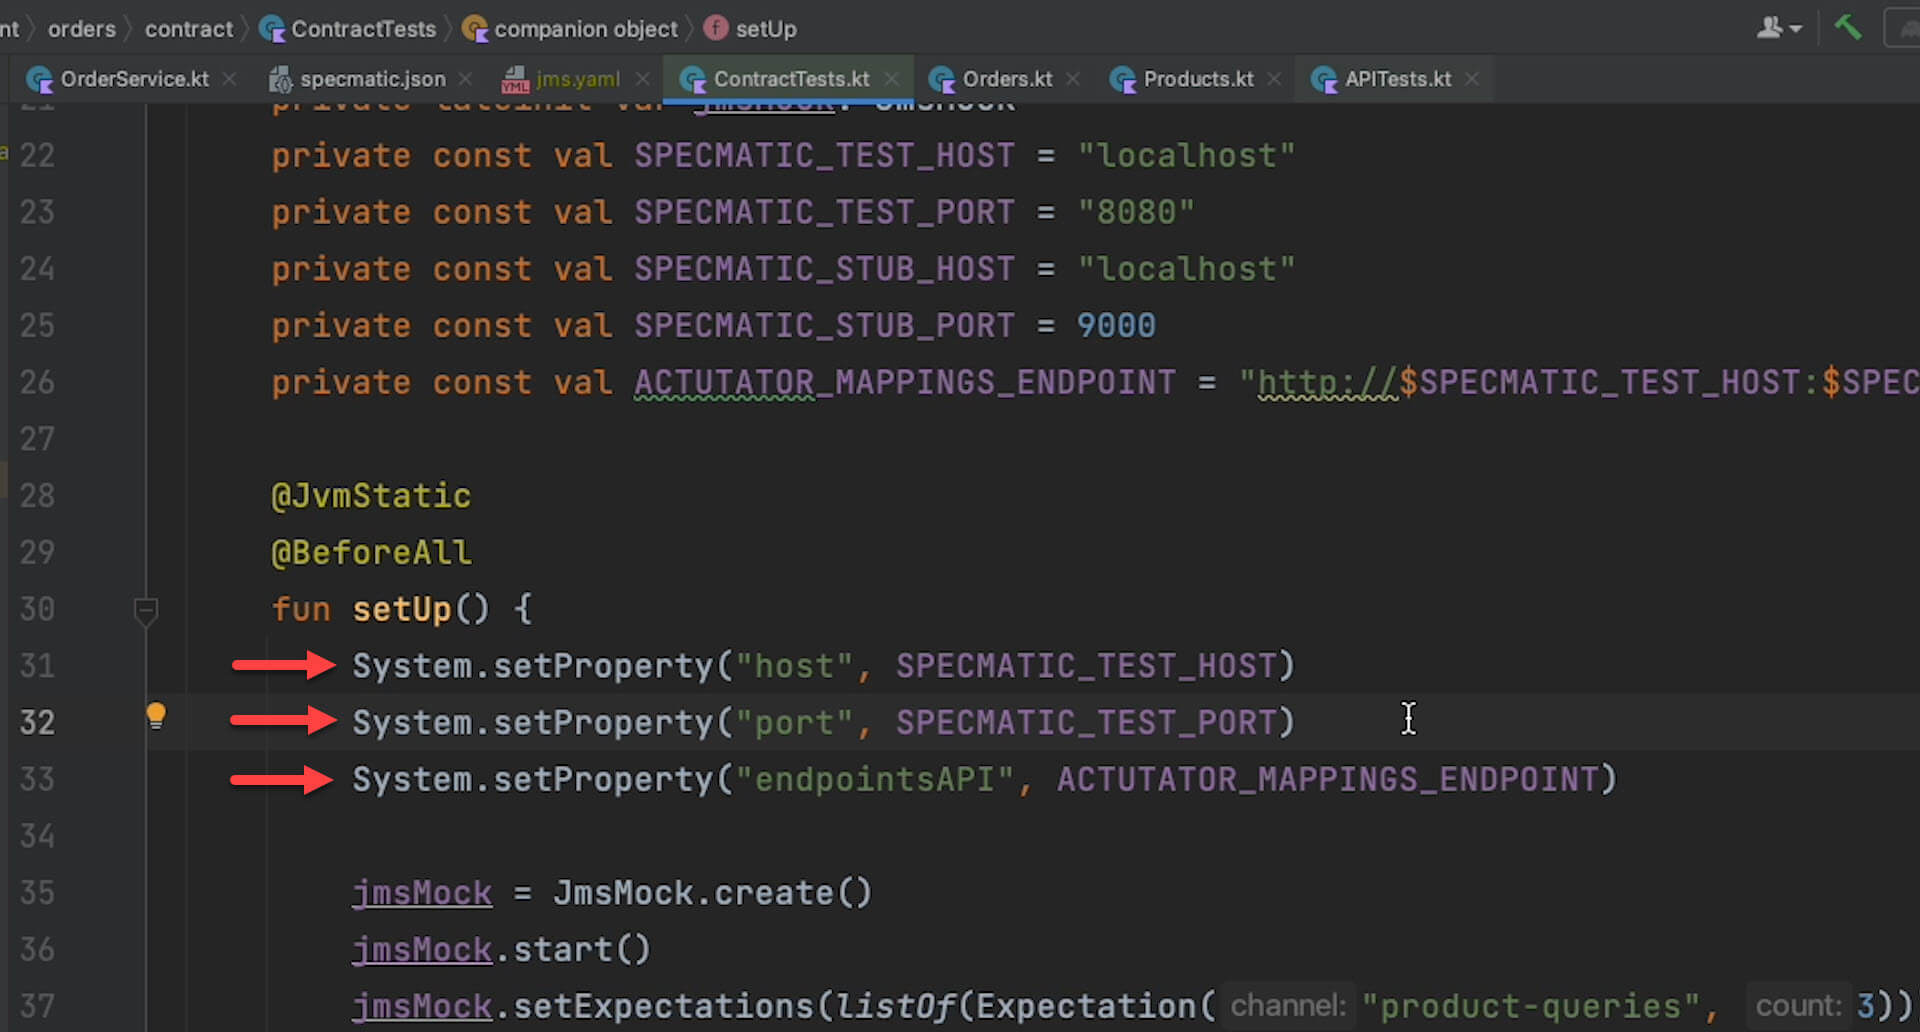 nt orders contract ContractTests companion object setUp
OrderService.kt specmatic.json jms.yaml ContractTests.kt Orders.kt Products.kt APITests.kt
21 private lateinit var jmsMock: JmsMock
22 private const val SPECMATIC_TEST_HOST = "localhost"
23 private const val SPECMATIC_TEST_PORT = "8080"
24 private const val SPECMATIC_STUB_HOST = "localhost"
25 private const val SPECMATIC_STUB_PORT = 9000
26 private const val ACTUTATOR_MAPPINGS_ENDPOINT = "http://$SPECMATIC_TEST_HOST:$SPEC
27
28 @JvmStatic
29 @BeforeAll
30 fun setUp() {
31 System.setProperty("host", SPECMATIC_TEST_HOST)
32 System.setProperty("port", SPECMATIC_TEST_PORT)
33 System.setProperty("endpointsAPI", ACTUTATOR_MAPPINGS_ENDPOINT)
34
35 jmsMock = JmsMock.create()
36 jmsMock.start()
37 jmsMock.setExpectations(listOf(Expectation( channel: "product-queries", count: 3))